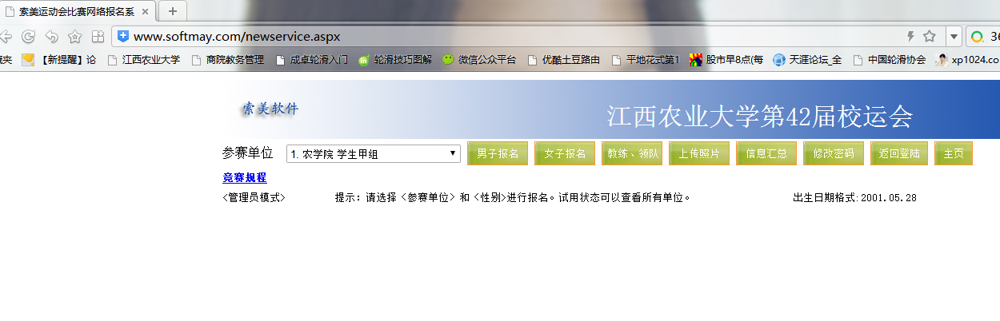 索美运动会比赛网络报名系
www.softmay.com/newservice.aspx
36
藏夹 【新提醒】论 江西农业大学 商院教务管理 成卓轮滑入门 轮滑技巧图解 微信公众平台 优酷土豆路由 平地花式第1 股市早8点(每 天涯论坛_全 中国轮滑协会 xp1024.co
索美软件
江西农业大学第42届校运会
参赛单位 1. 农学院 学生甲组 男子报名 女子报名 教练、领队 上传照片 信息汇总 修改密码 返回登陆 主页
竞赛规程
<管理员模式> 提示：请选择 <参赛单位> 和 <性别>进行报名。试用状态可以查看所有单位。 出生日期格式:2001.05.28